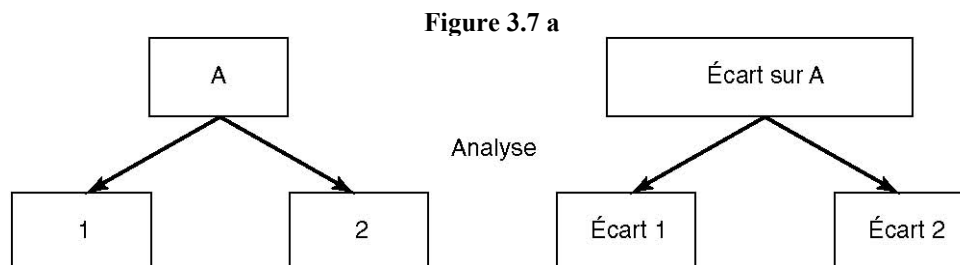 Figure 3.7 a
A
Écart sur A
Analyse
1
2
Écart 1
Écart 2